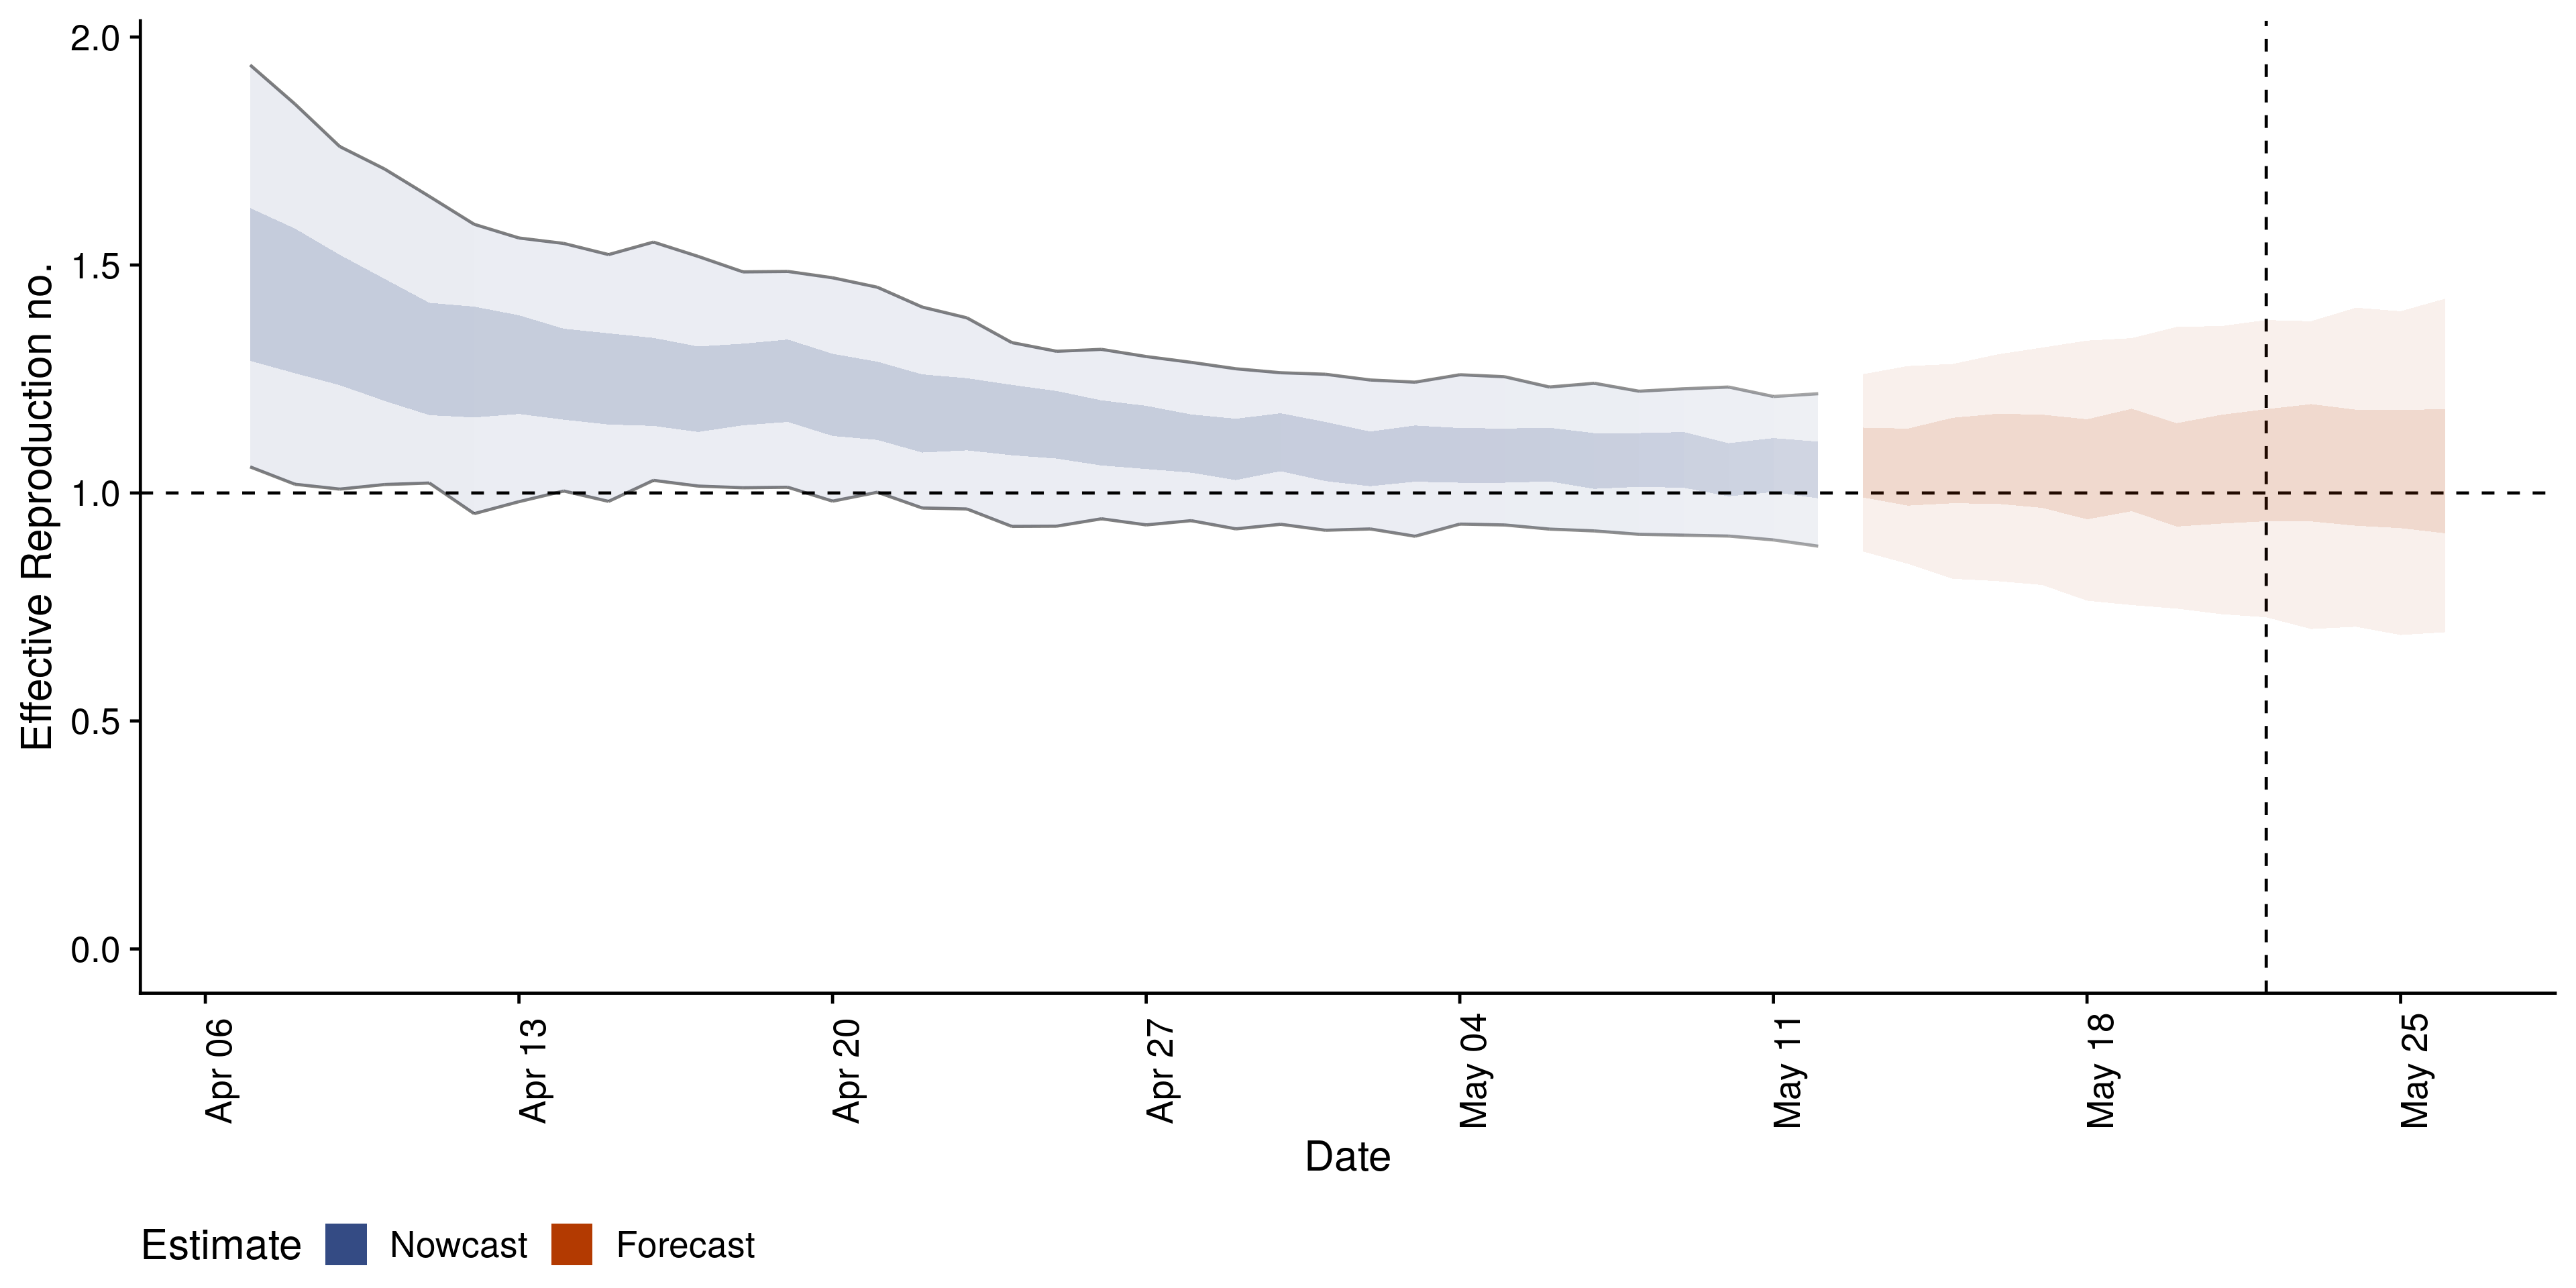 Effective Reproduction no.
2.0
1.5
1.0
0.5
0.0
Apr 06
Apr 13
Apr 20
Apr 27
May 04
May 11
May 18
May 25
Date
Estimate Nowcast Forecast